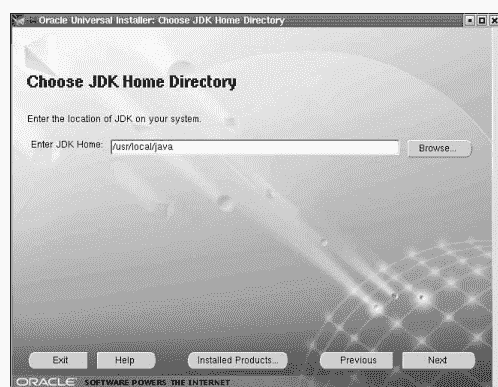 Oracle Universal Installer: Choose JDK Home Directory
Choose JDK Home Directory
Enter the location of JDK on your system.
Enter JDK Home: /usr/local/java Browse...
Exit Help Installed Products... Previous Next
ORACLE SOFTWARE POWERS THE INTERNET